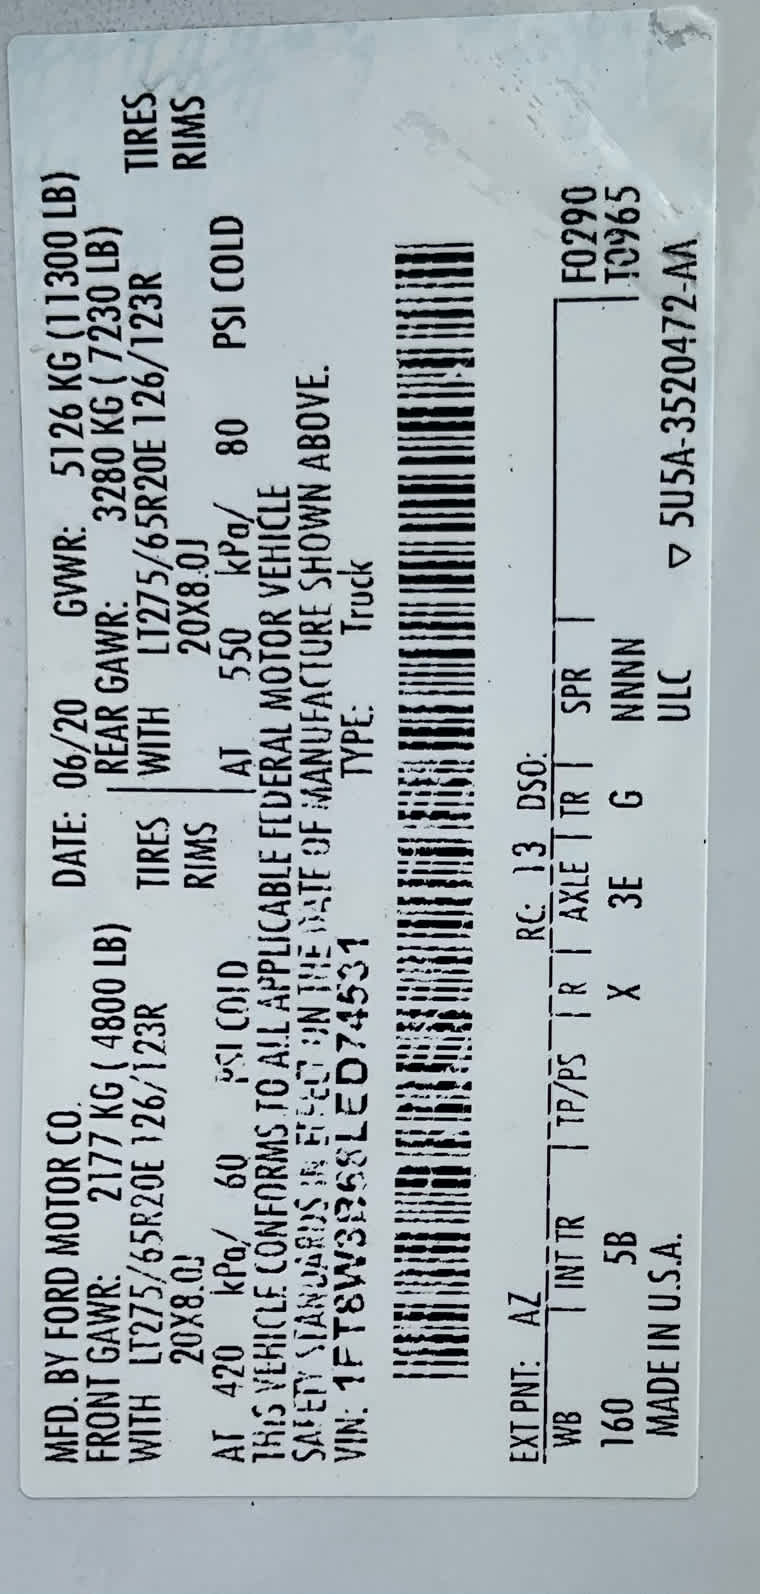 MFD. BY FORD MOTOR CO. DATE: 06/20 GVWR: 5126 KG (11300 LB)
FRONT GAWR: 2177 KG ( 4800 LB) REAR GAWR: 3280 KG ( 7230 LB)
WITH LT275/65R20E 126/123R TIRES WITH LT275/65R20E 126/123R TIRES
20X8.0J RIMS 20X8.0J RIMS
AT 420 kPa/ 60 PSI COLD AT 550 kPa/ 80 PSI COLD
THIS VEHICLE CONFORMS TO ALL APPLICABLE FEDERAL MOTOR VEHICLE
SAFETY STANDARDS IN EFFECT ON THE DATE OF MANUFACTURE SHOWN ABOVE.
VIN: TYPE: Truck
EXT PNT: AZ RC: 13 DSO: F0290
WB INT TR TP/PS R AXLE TR SPR T0965
160 5B X 3E G NNNN
MADE IN U.S.A. ULC ▽ 5U5A-3520472-AA